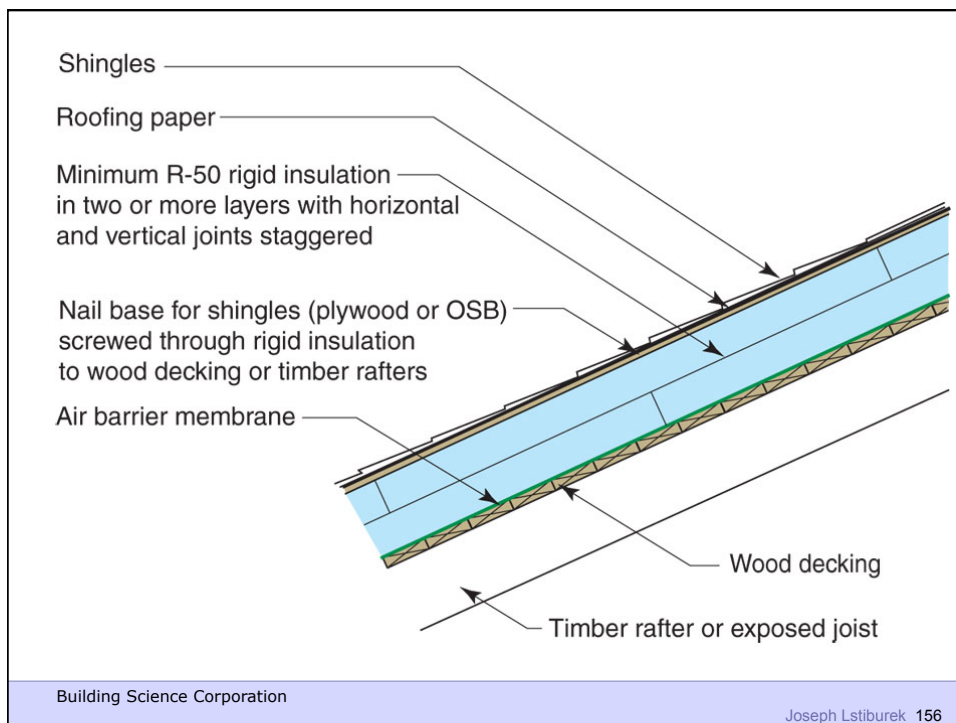 Shingles
Roofing paper
Minimum R-50 rigid insulation
in two or more layers with horizontal
and vertical joints staggered
Nail base for shingles (plywood or OSB)
screwed through rigid insulation
to wood decking or timber rafters
Air barrier membrane
Wood decking
Timber rafter or exposed joist
Building Science Corporation
Joseph Lstiburek 156